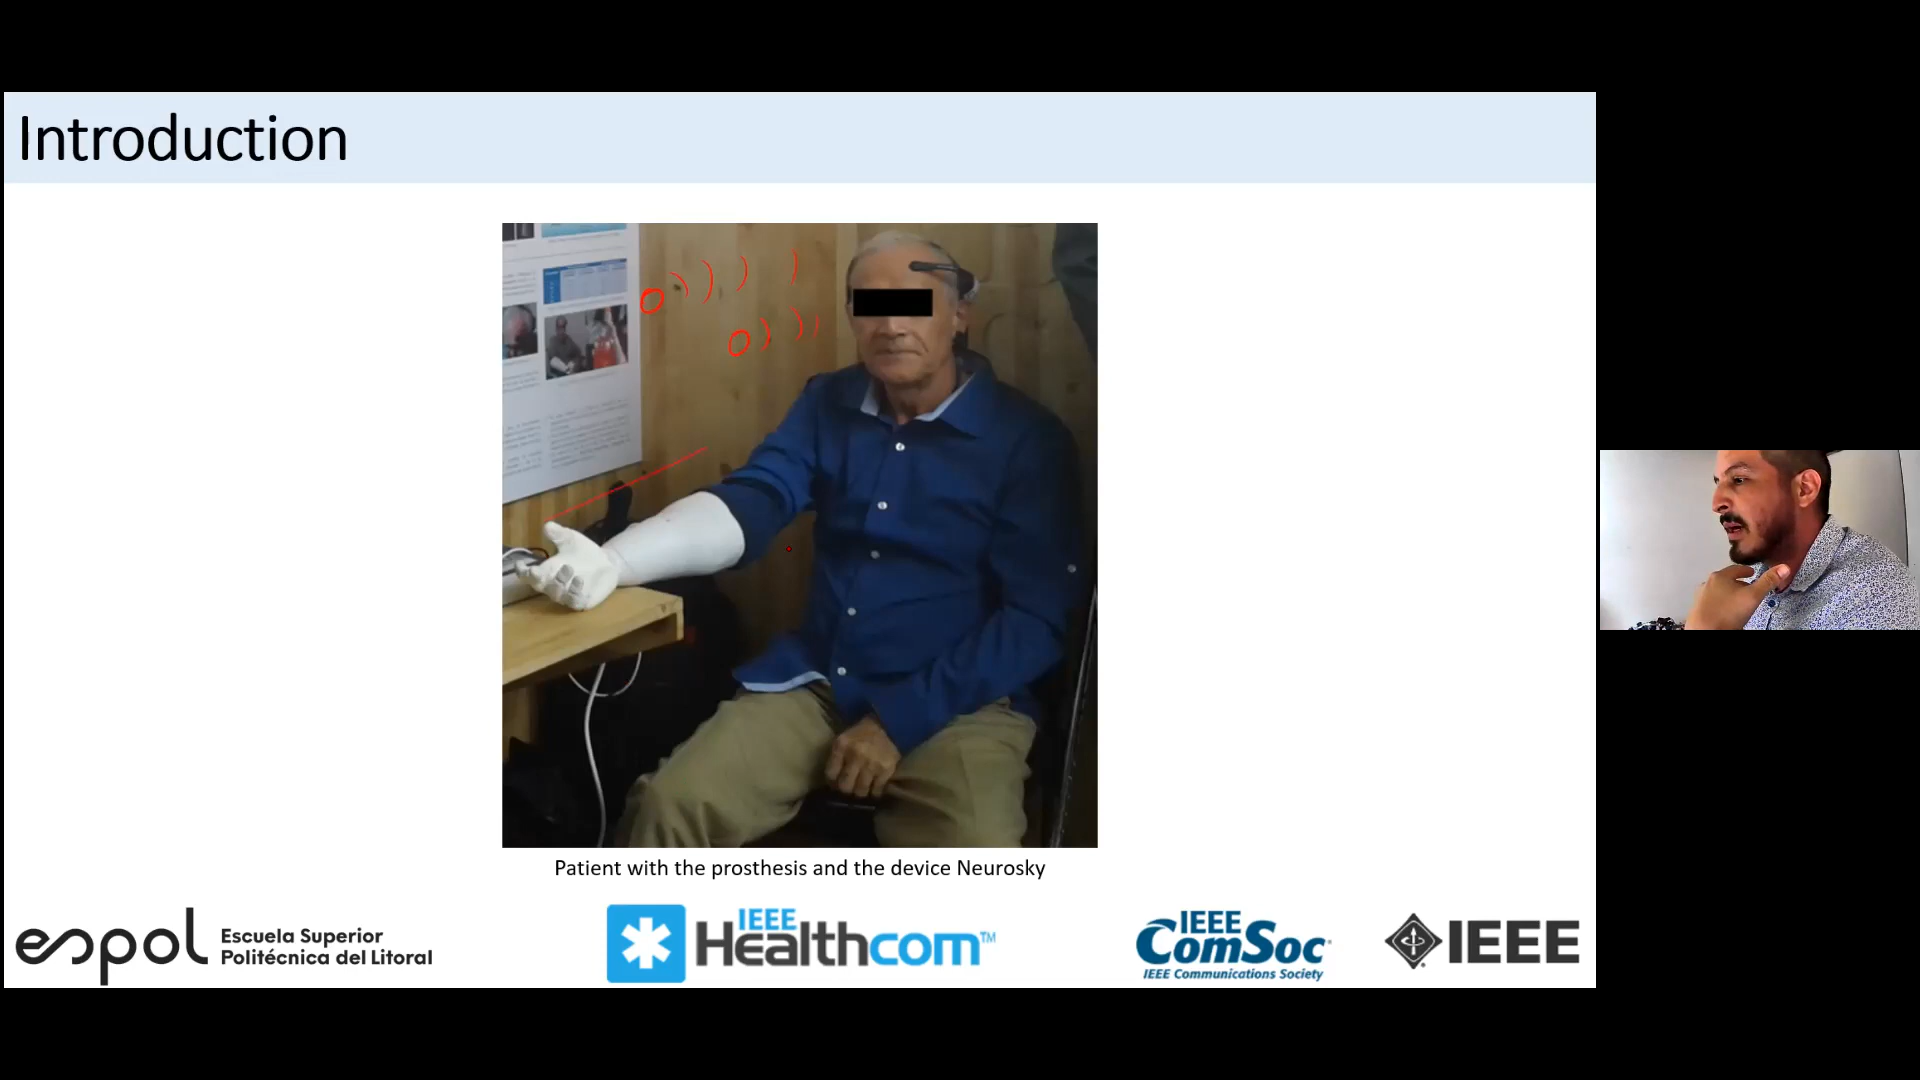 Introduction
Patient with the prosthesis and the device Neurosky
espol
Escuela Superior
Politécnica del Litoral
IEEE
Healthcom™
IEEE
ComSoc®
IEEE Communications Society
IEEE